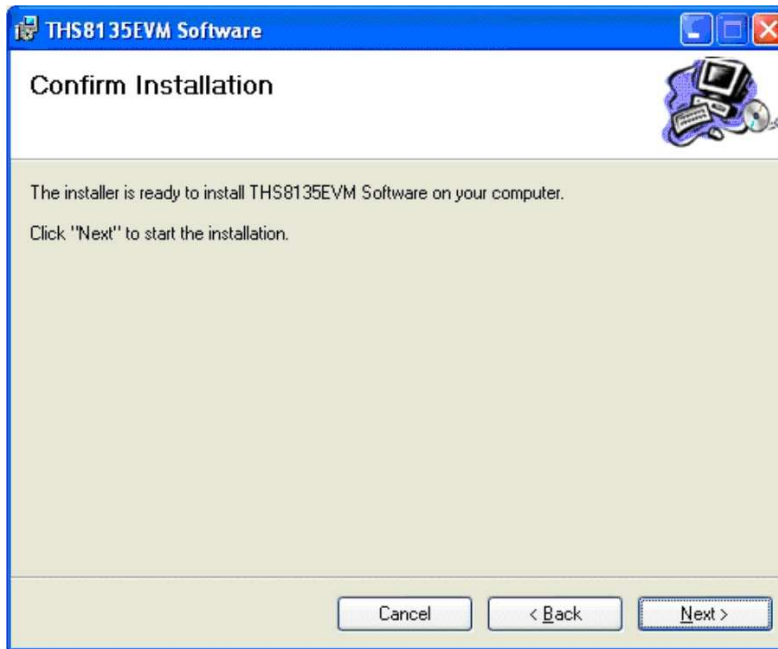 THS8135EVM Software
Confirm Installation
The installer is ready to install THS8135EVM Software on your computer.
Click "Next" to start the installation.
Cancel
< Back
Next >